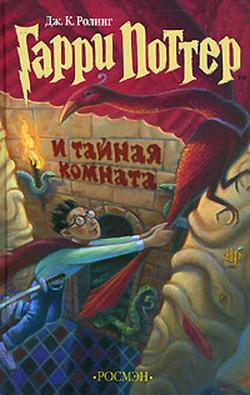 Дж. К. Ролинг
Гарри Поттер
и тайная
комната
· РОСМЭН ·